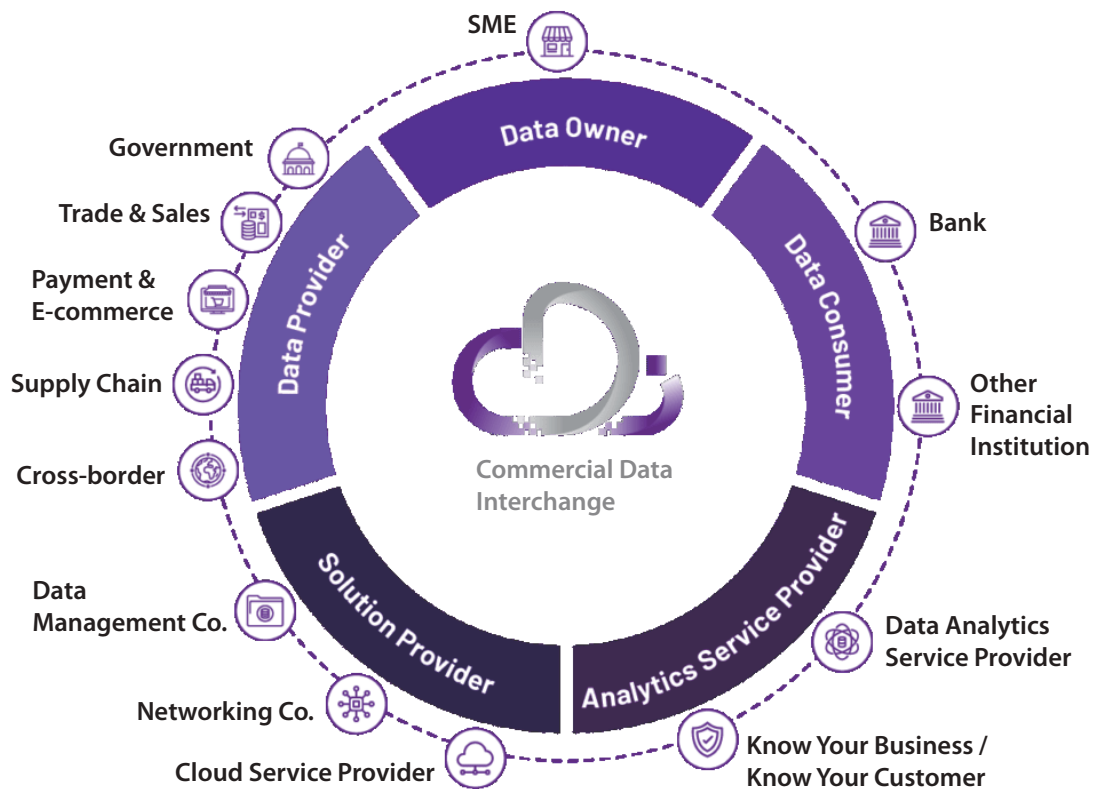 SME
Data Owner
Government
Trade & Sales
Payment &
E-commerce
Supply Chain
Cross-border
Data Provider
Bank
Other
Financial
Institution
Data Consumer
Commercial Data
Interchange
Data
Management Co.
Networking Co.
Cloud Service Provider
Solution Provider
Analytics Service Provider
Data Analytics
Service Provider
Know Your Business /
Know Your Customer